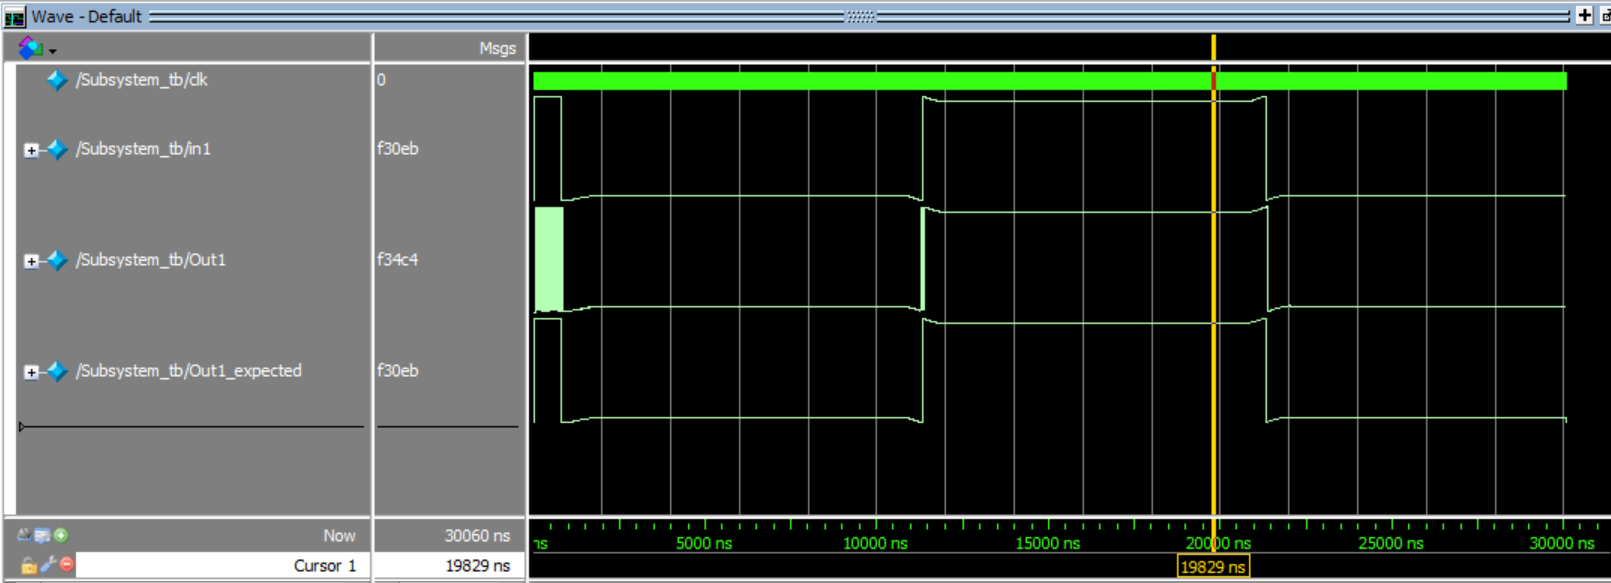 Wave - Default
Msgs
/Subsystem_tb/clk 0
/Subsystem_tb/in1 f30eb
/Subsystem_tb/Out1 f34c4
/Subsystem_tb/Out1_expected f30eb
Now 30060 ns
ns 5000 ns 10000 ns 15000 ns 20000 ns 25000 ns 30000 ns
Cursor 1 19829 ns
19829 ns